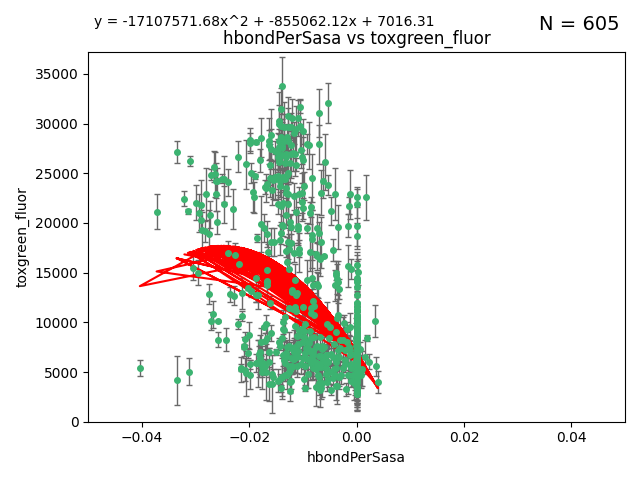 y = -17107571.68x^2 + -855062.12x + 7016.31
N = 605
hbondPerSasa vs toxgreen_fluor
35000
30000
25000
20000
15000
10000
5000
0
toxgreen_fluor
−0.04
−0.02
0.00
0.02
0.04
hbondPerSasa